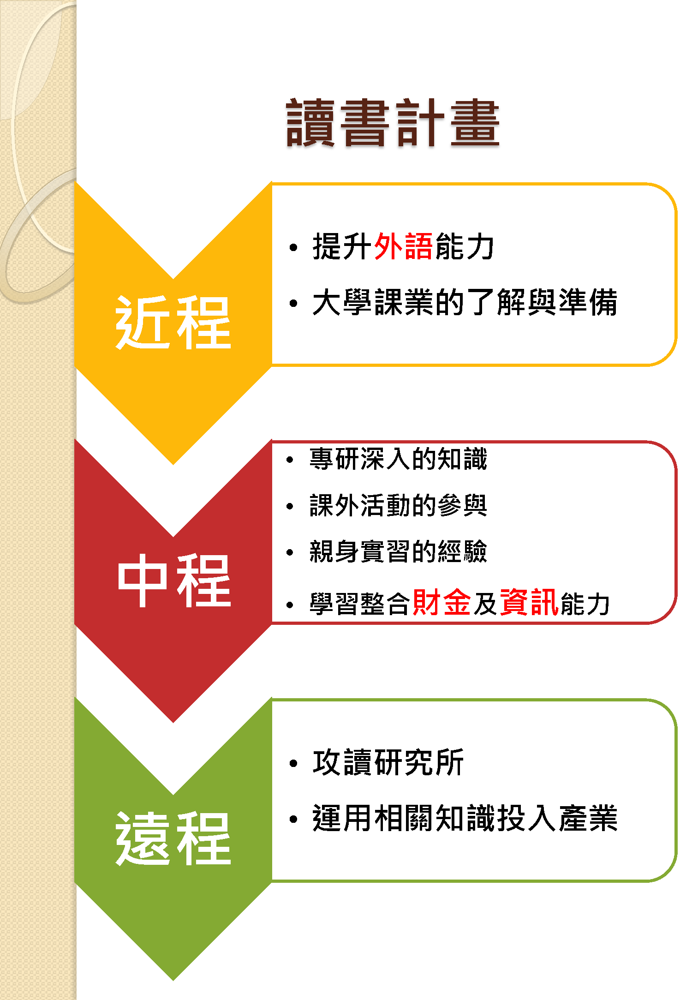 讀書計畫
近程
• 提升外語能力
• 大學課業的了解與準備
中程
• 專研深入的知識
• 課外活動的參與
• 親身實習的經驗
• 學習整合財金及資訊能力
遠程
• 攻讀研究所
• 運用相關知識投入產業